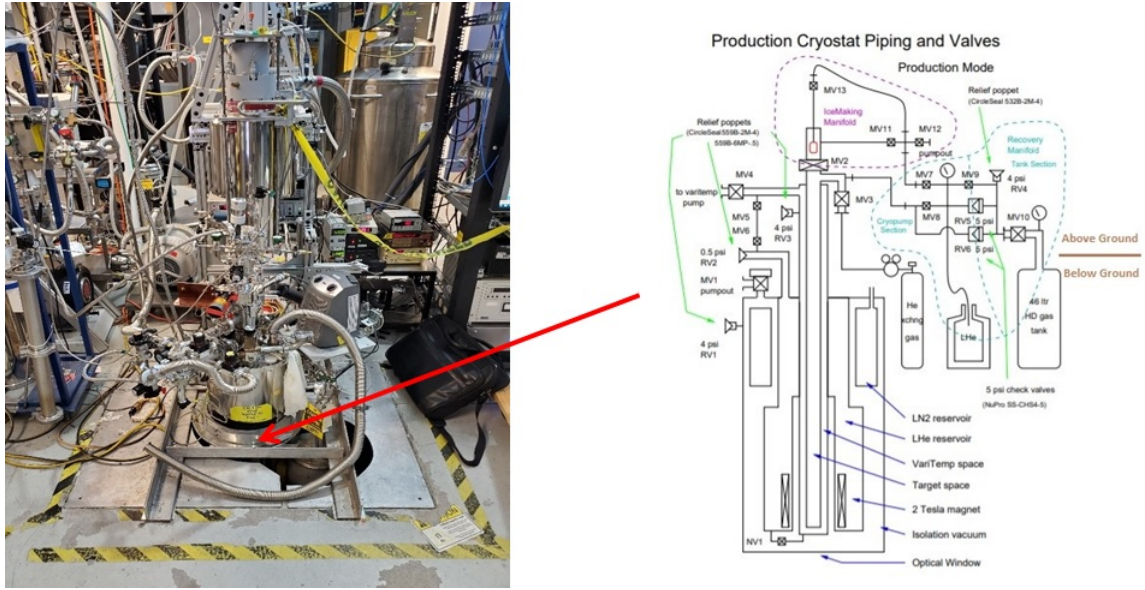 Production Cryostat Piping and Valves
Production Mode
Relief poppet
(CircleSeal 532B-2M-4)
MV13
IceMaking
Manifold
Relief poppets
(CircleSeal 559B-2M-4)
559B-6MP-.5)
MV11
MV12
pumpout
Recovery
Manifold
Tank Section
MV2
MV4
MV7
MV9
4 psi
RV4
to varitemp
pump
MV3
MV5
MV6
4 psi
RV3
MV8
RV5
5 psi
MV10
Cryopump
Section
RV6
5 psi
Above Ground
Below Ground
0.5 psi
RV2
MV1
pumpout
He
xchng
gas
LHe
46 ltr
HD gas
tank
4 psi
RV1
5 psi check valves
(NuPro SS-CHS4-5)
LN2 reservoir
LHe reservoir
VariTemp space
Target space
2 Tesla magnet
Isolation vacuum
NV1
Optical Window